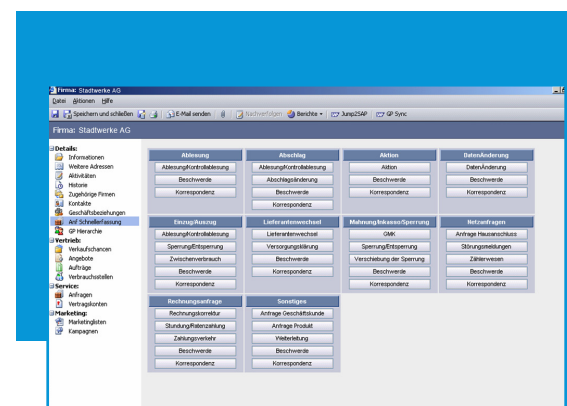 Firma: Stadtwerke AG
Datei Aktionen Hilfe
Speichern und schließen E-Mail senden Nachverfolgen Berichte Jump2SAP GP Sync
Firma: Stadtwerke AG
Details:
Informationen
Weitere Adressen
Aktivitäten
Historie
Zugehörige Firmen
Kontakte
Geschäftsbeziehungen
Anf Schnellerfassung
GP Hierarchie
Vertrieb:
Verkaufschancen
Angebote
Aufträge
Verbrauchsstellen
Service:
Anfragen
Vertragskonten
Marketing:
Marketinglisten
Kampagnen
Ablesung
Ablesung/Kontrollablesung
Beschwerde
Korrespondenz
Abschlag
Ablesung/Kontrollablesung
Abschlagsänderung
Beschwerde
Korrespondenz
Aktion
Aktion
Beschwerde
Korrespondenz
DatenÄnderung
DatenÄnderung
Beschwerde
Korrespondenz
Einzug/Auszug
Ablesung/Kontrollablesung
Sperrung/Entsperrung
Zwischenverbrauch
Beschwerde
Korrespondenz
Lieferantenwechsel
Lieferantenwechsel
Versorgungsklärung
Beschwerde
Korrespondenz
Mahnung/Inkasso/Sperrung
GMK
Sperrung/Entsperrung
Verschiebung der Sperrung
Beschwerde
Korrespondenz
Netzanfragen
Anfrage Hausanschluss
Störungsmeldungen
Zählerwesen
Beschwerde
Korrespondenz
Rechnungsanfrage
Rechnungskorrektur
Stundung/Ratenzahlung
Zahlungsverkehr
Beschwerde
Korrespondenz
Sonstiges
Anfrage Geschäftskunde
Anfrage Produkt
Weiterleitung
Beschwerde
Korrespondenz